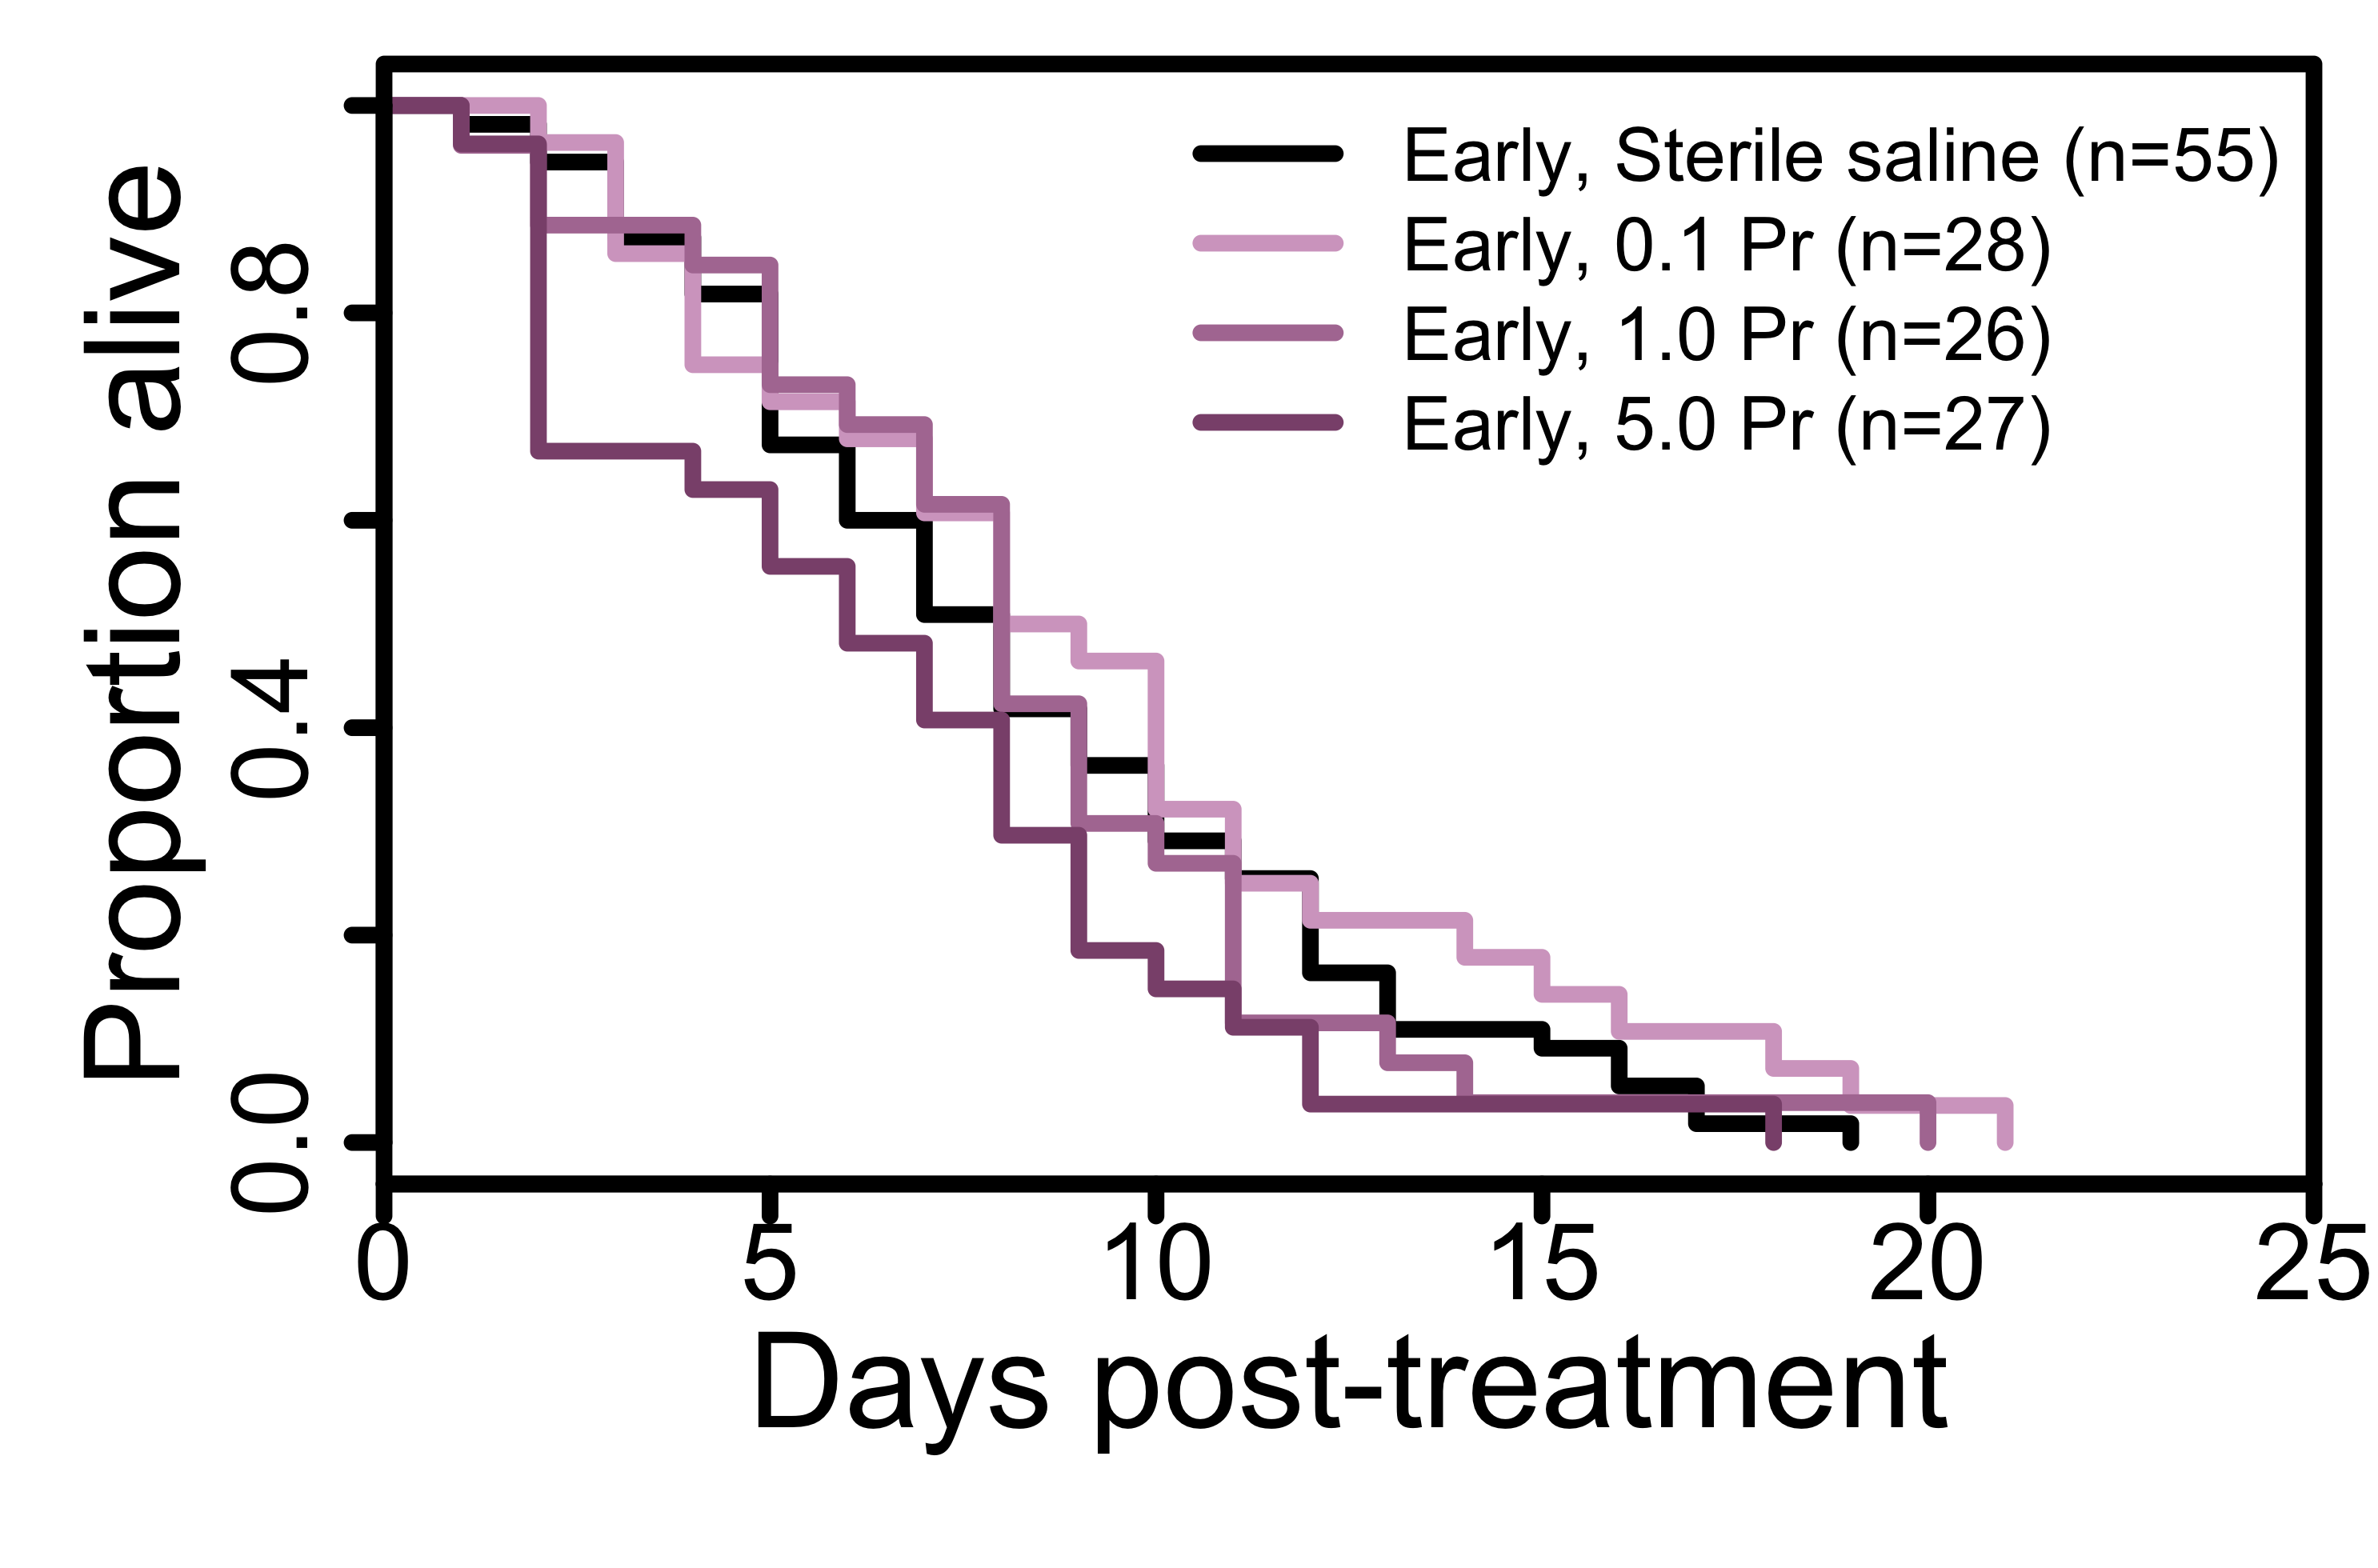 Early, Sterile saline (n=55)
Early, 0.1 Pr (n=28)
Early, 1.0 Pr (n=26)
Early, 5.0 Pr (n=27)
Proportion alive
0.8
0.4
0.0
0 5 10 15 20 25
Days post-treatment